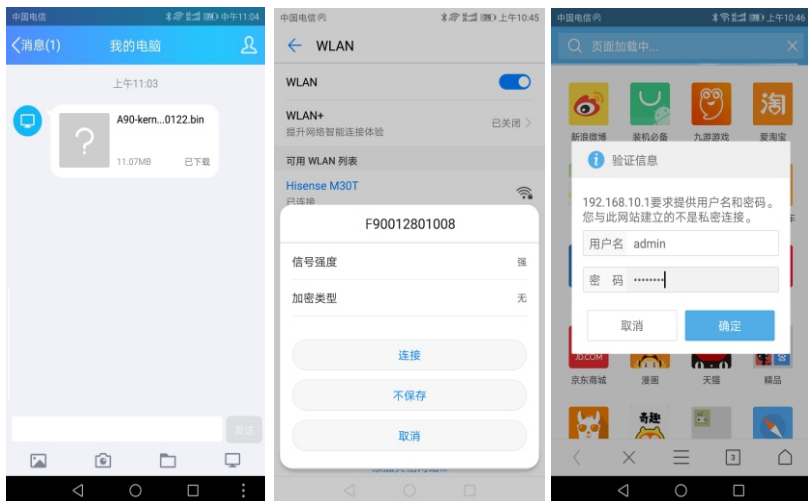 中国电信
中午11:04
消息(1)
我的电脑
上午11:03
A90-kern...0122.bin
11.07MB
已下载
发送
中国电信
上午10:45
WLAN
WLAN
WLAN+
提升网络智能连接体验
已关闭
可用 WLAN 列表
Hisense M30T
已连接
F90012801008
信号强度
强
加密类型
无
连接
不保存
取消
中国电信
上午10:46
页面加载中...
新浪微博
装机必备
九游游戏
爱淘宝
淘
验证信息
192.168.10.1要求提供用户名和密码。
您与此网站建立的不是私密连接。
用户名 admin
密 码 ········
取消
确定
JD.COM
京东商城
漫画
天猫
精品
奇趣
3